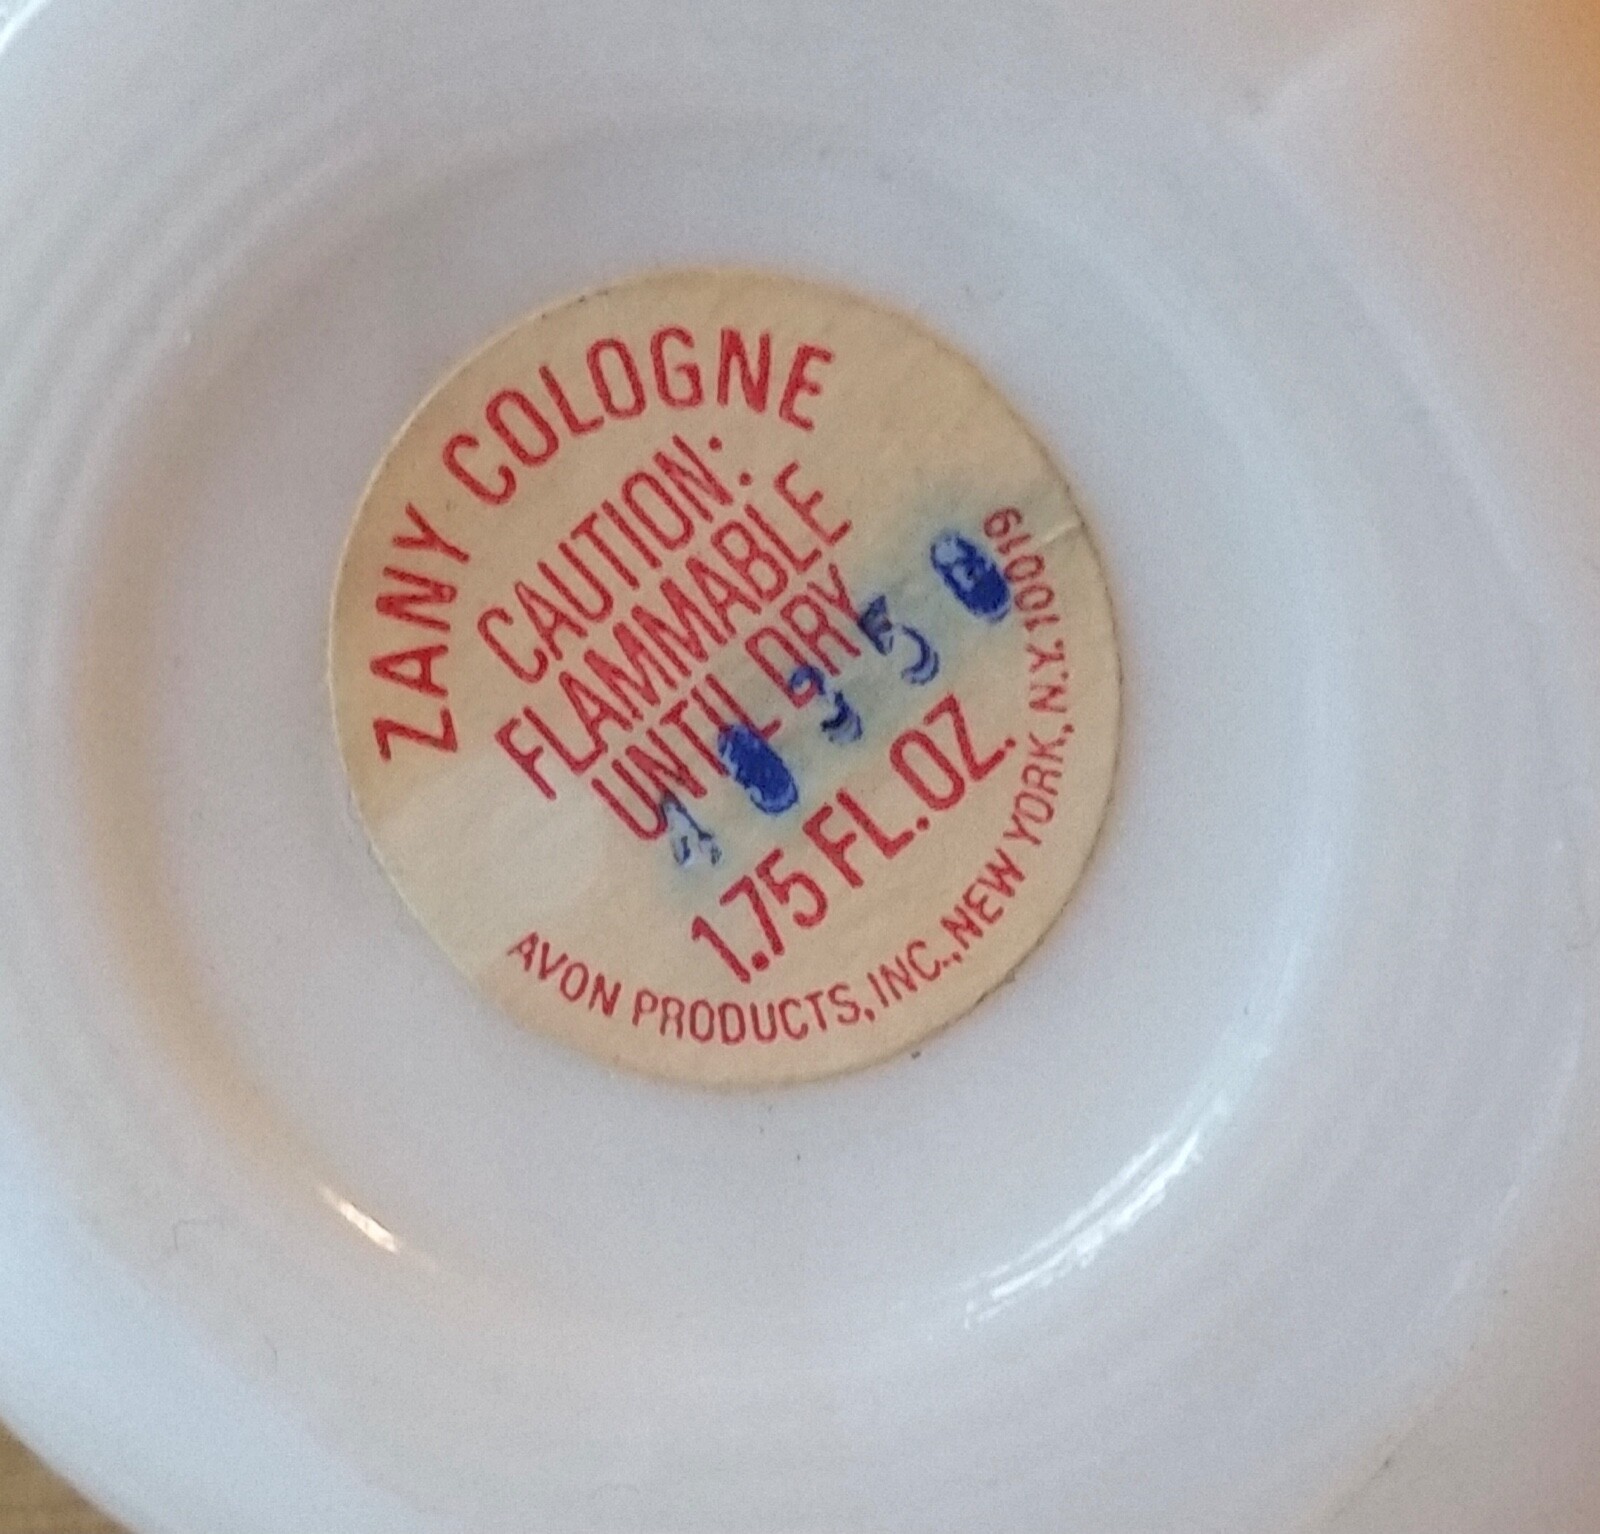 ZANY COLOGNE
CAUTION:
FLAMMABLE
UNTIL DRY
1.75 FL.OZ.
AVON PRODUCTS, INC., NEW YORK, N.Y. 10019